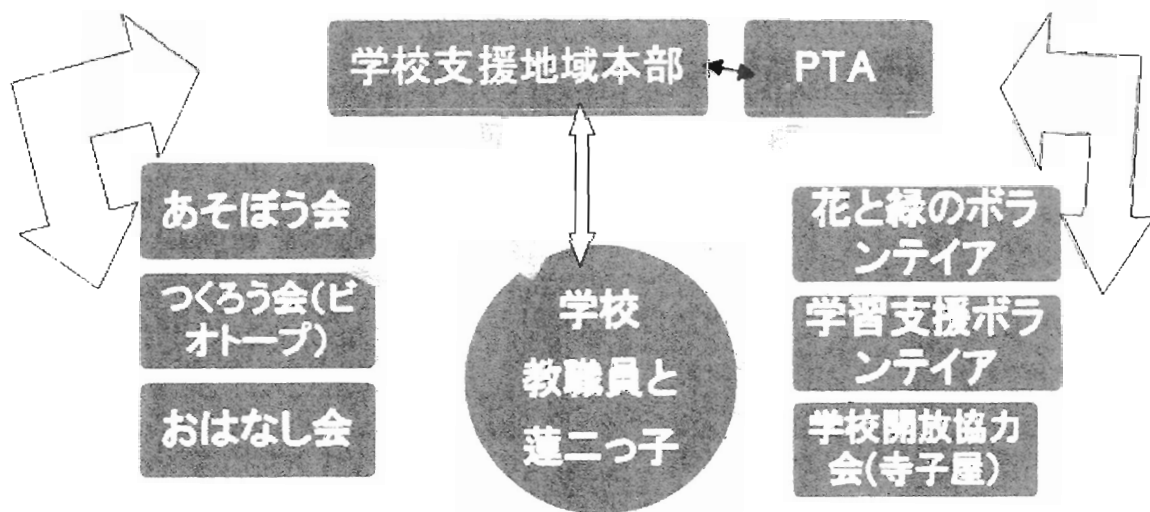 学校支援地域本部
PTA
あそぼう会
つくろう会(ビ
オトープ)
おはなし会
学校
教職員と
蓮二っ子
花と緑のボラ
ンテイア
学習支援ボラ
ンテイア
学校開放協力
会(寺子屋)